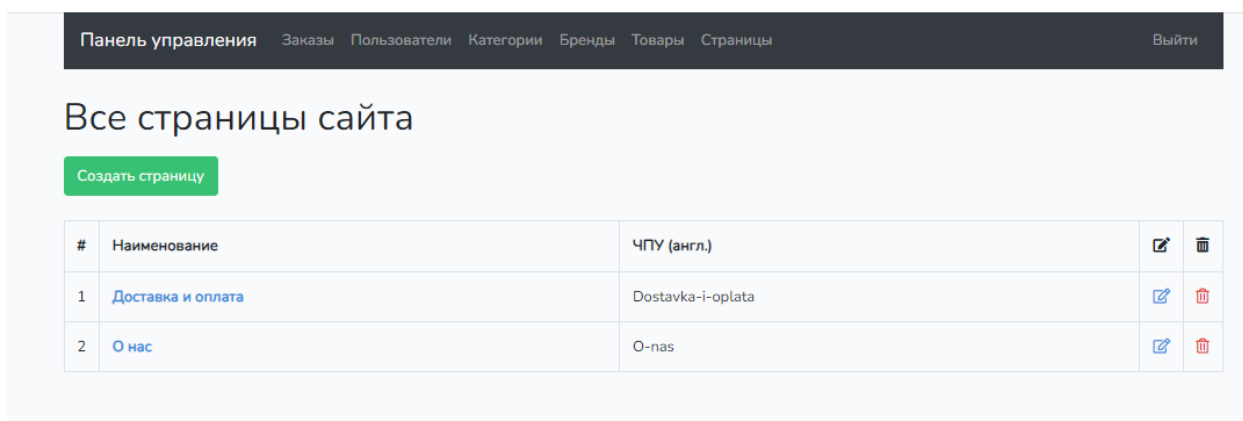 Панель управления Заказы Пользователи Категории Бренды Товары Страницы Выйти
Все страницы сайта
Создать страницу
# Наименование ЧПУ (англ.)
1 Доставка и оплата Dostavka-i-oplata
2 О нас O-nas